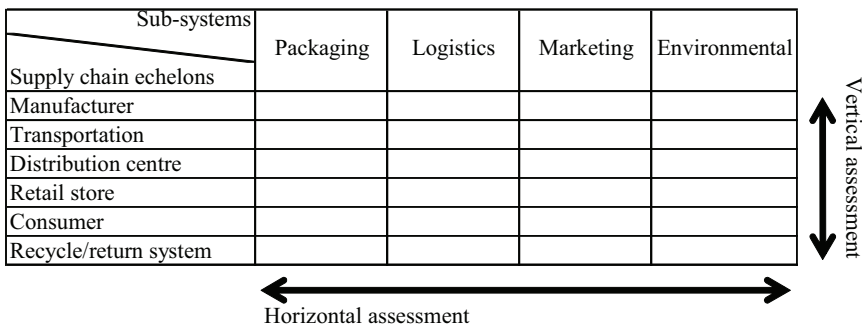 Sub-systems
Packaging Logistics Marketing Environmental
Supply chain echelons
Manufacturer
Transportation
Distribution centre
Retail store
Consumer
Recycle/return system
Vertical assessment
Horizontal assessment